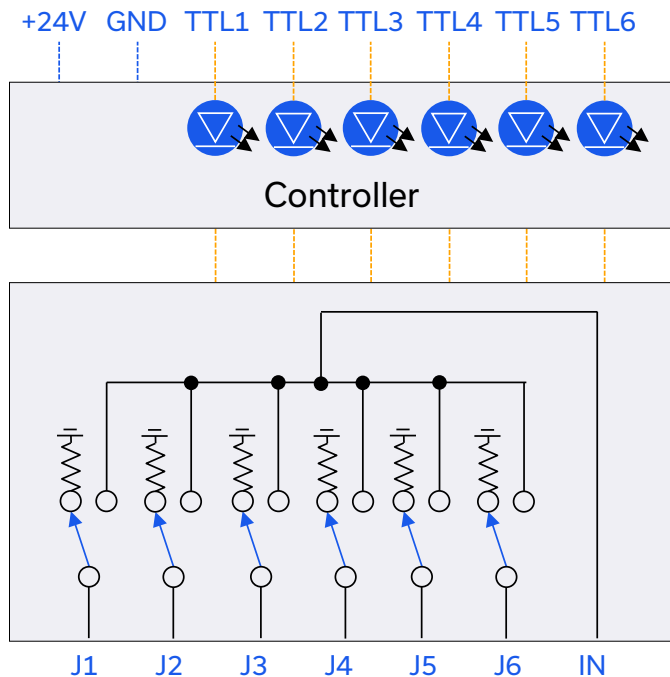 +24V GND TTL1 TTL2 TTL3 TTL4 TTL5 TTL6
Controller
J1 J2 J3 J4 J5 J6 IN